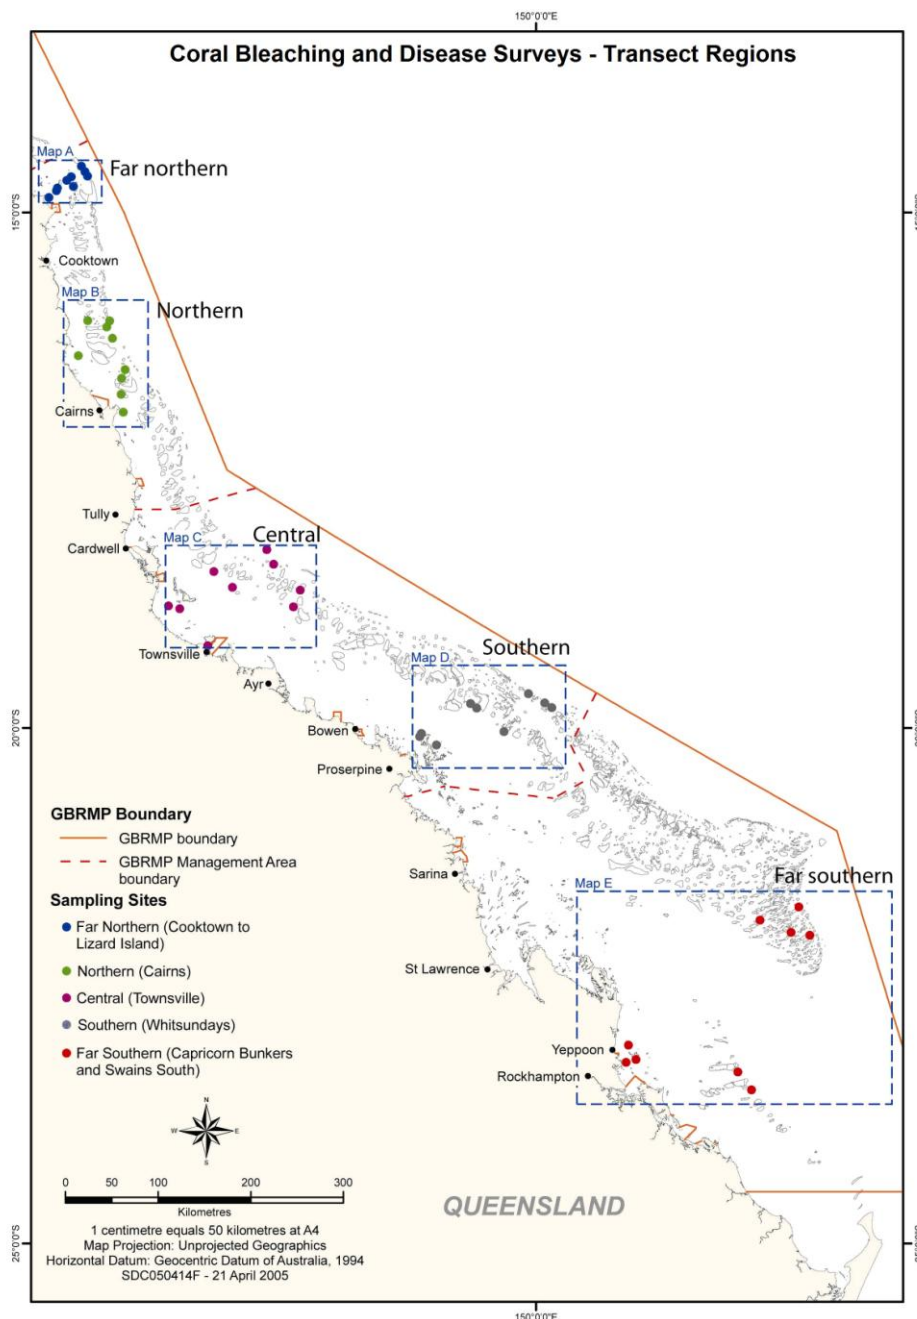 150°0'0"E
Coral Bleaching and Disease Surveys - Transect Regions
Map A
Far northern
15°0'0"S
Cooktown
Map B
Northern
Cairns
Tully
Cardwell
Map C
Central
Townsville
Ayr
Map D
Southern
20°0'0"S
Bowen
Proserpine
GBRMP Boundary
GBRMP boundary
GBRMP Management Area
boundary
Sarina
Map E
Far southern
Sampling Sites
Far Northern (Cooktown to
Lizard Island)
Northern (Cairns)
Central (Townsville)
Southern (Whitsundays)
Far Southern (Capricorn Bunkers
and Swains South)
St Lawrence
Yeppoon
Rockhampton
N
W E
S
0 50 100 200 300
Kilometres
1 centimetre equals 50 kilometres at A4
Map Projection: Unprojected Geographics
Horizontal Datum: Geocentric Datum of Australia, 1994
SDC050414F - 21 April 2005
QUEENSLAND
25°0'0"S
150°0'0"E